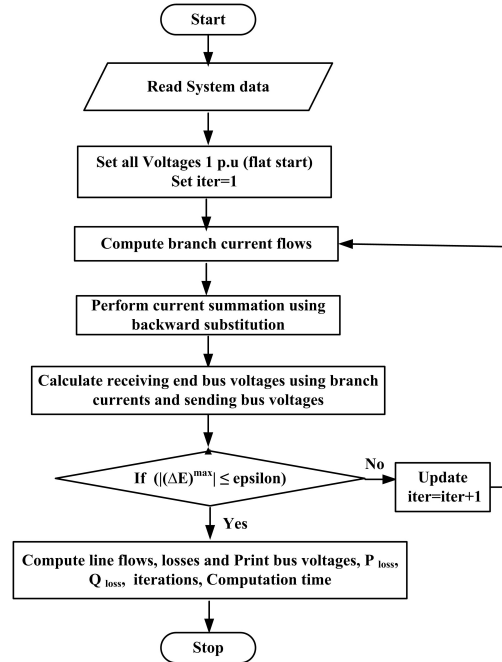 Start
Read System data
Set all Voltages 1 p.u (flat start)
Set iter=1
Compute branch current flows
Perform current summation using
backward substitution
Calculate receiving end bus voltages using branch
currents and sending bus voltages
If (|(ΔE)^max| ≤ epsilon)
No
Update
iter=iter+1
Yes
Compute line flows, losses and Print bus voltages, P loss,
Q loss, iterations, Computation time
Stop